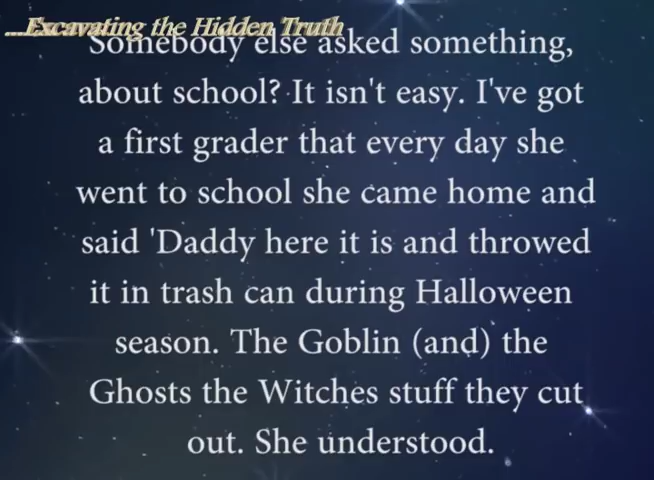 ...Excavating the Hidden Truth
Somebody else asked something,
about school? It isn't easy. I've got
a first grader that every day she
went to school she came home and
said 'Daddy here it is and throwed
it in trash can during Halloween
season. The Goblin (and) the
Ghosts the Witches stuff they cut
out. She understood.